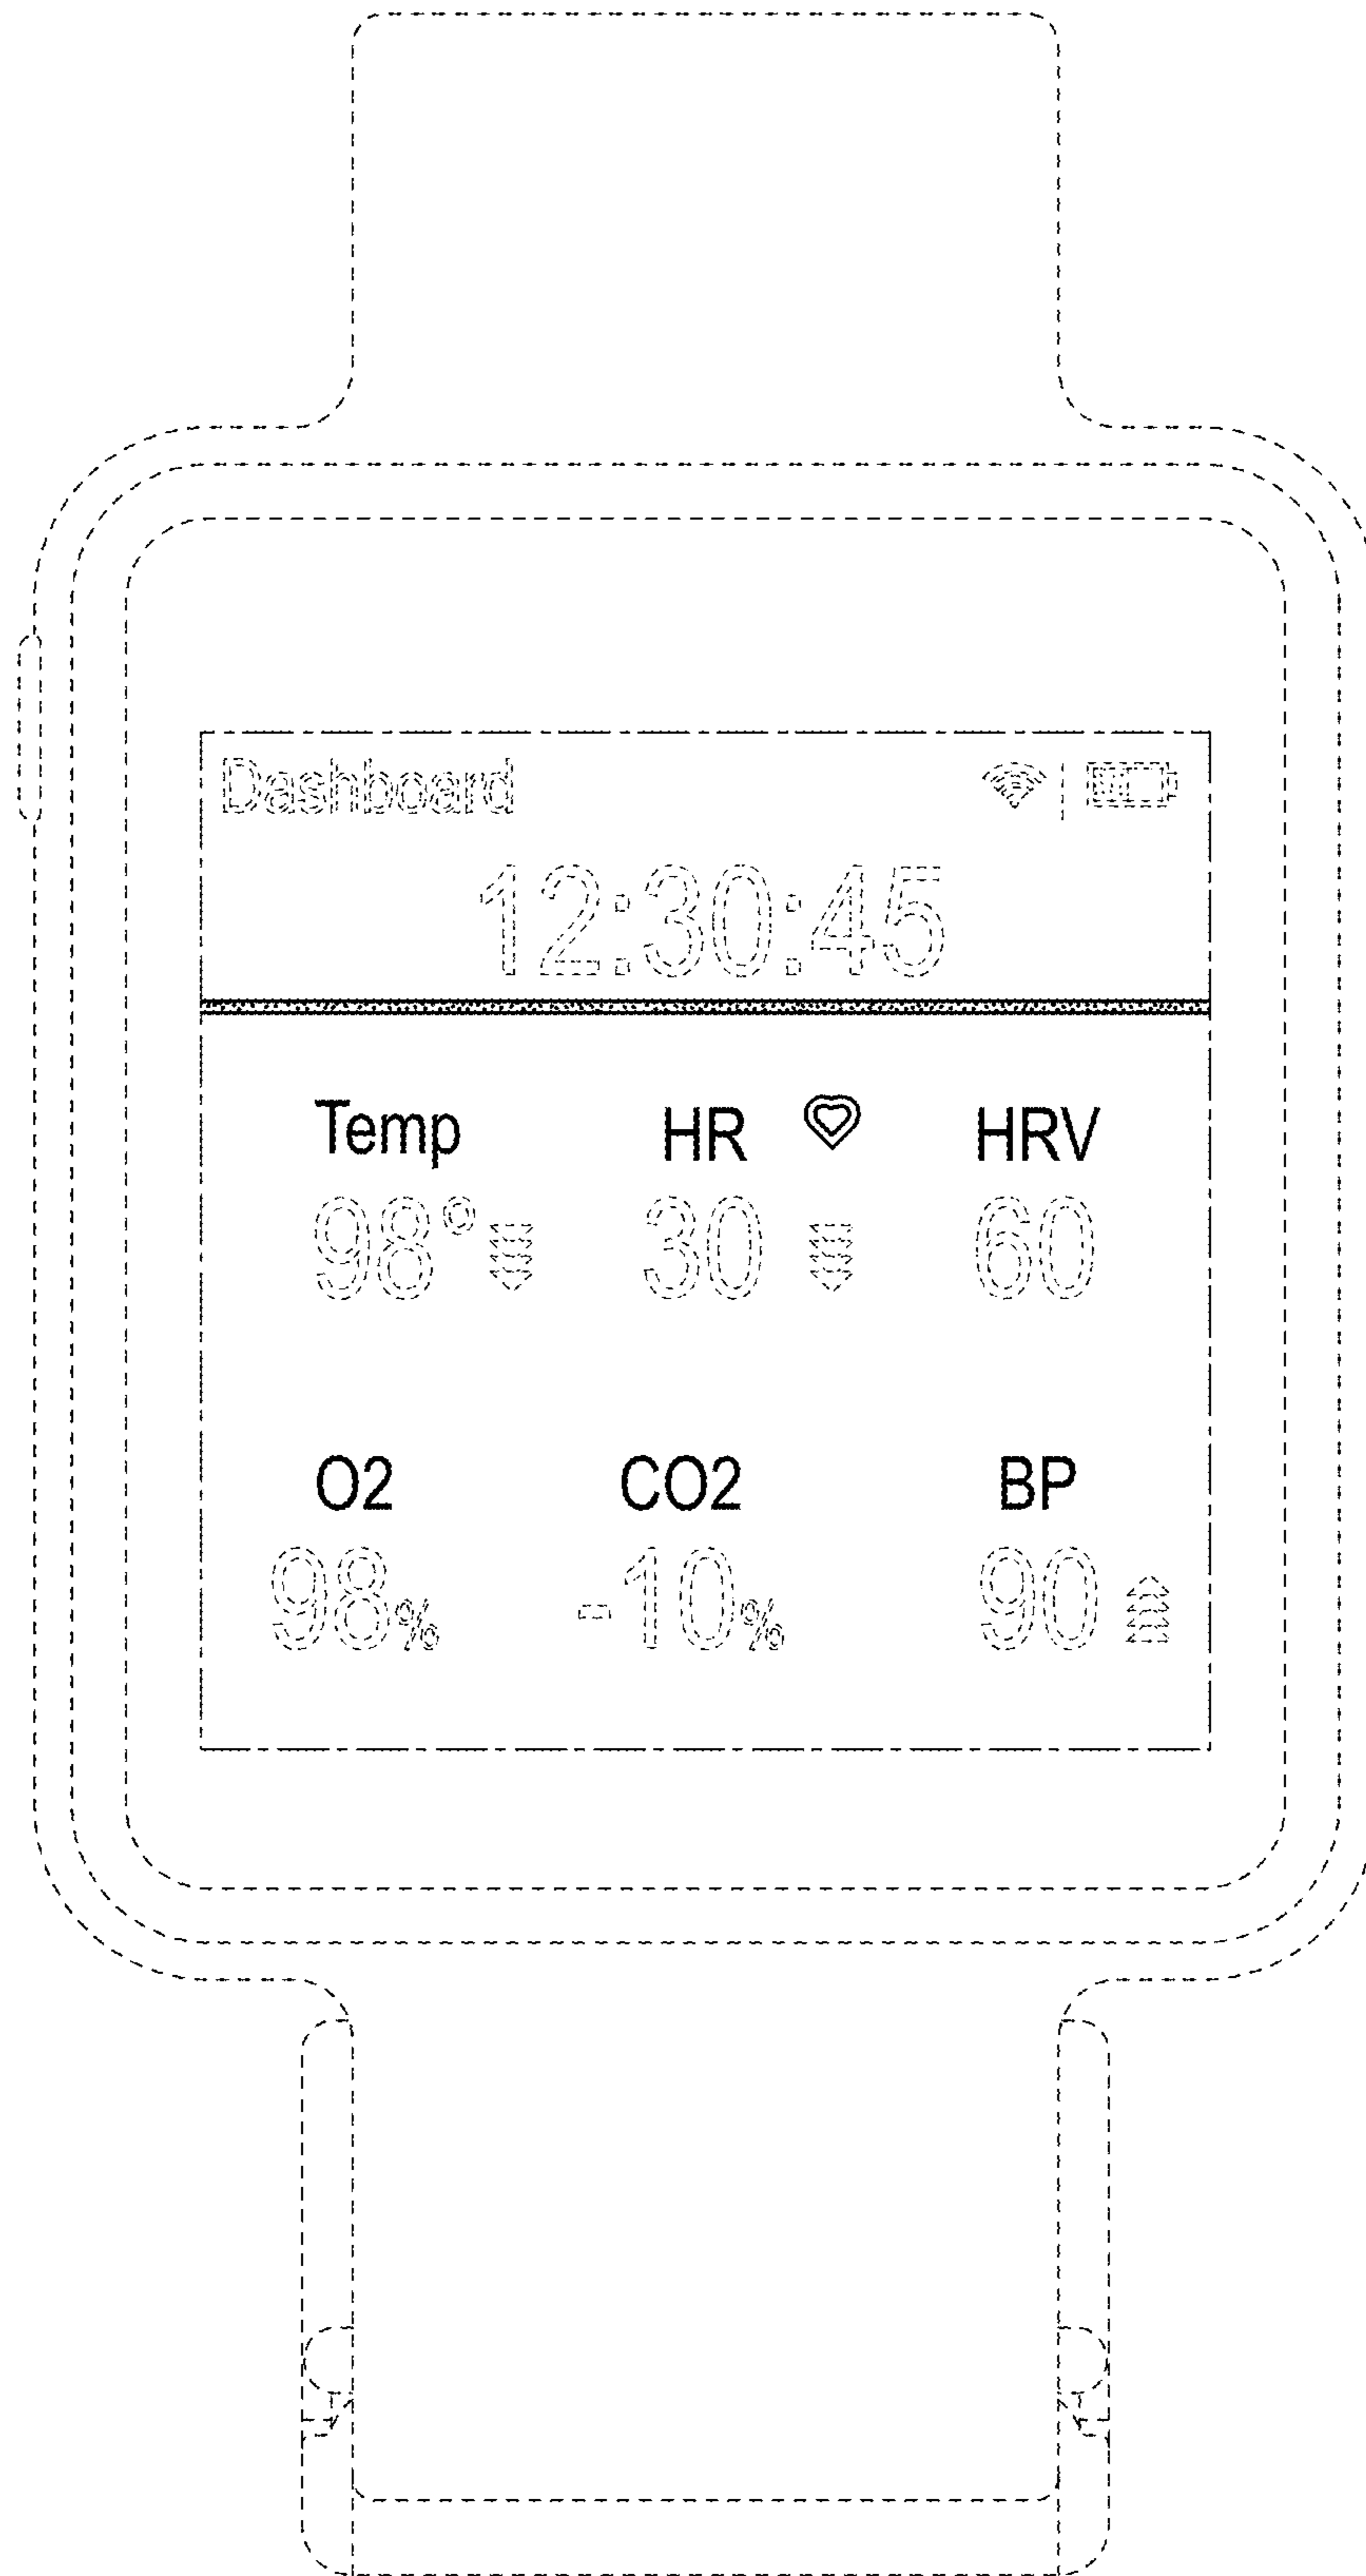 Dashboard
12:30:45
Temp HR HRV
98° 30 60
O2 CO2 BP
98% -10% 90